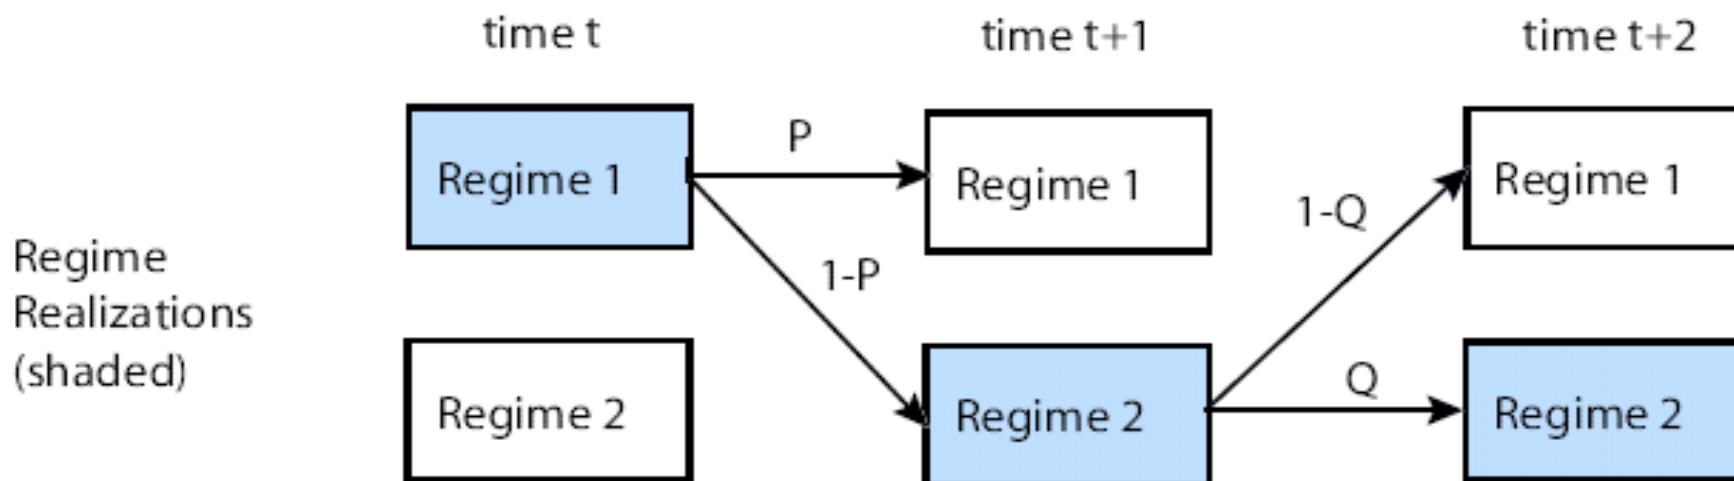 time t
time t+1
time t+2
Regime 1
P
Regime 1
Regime 1
1-Q
1-P
Regime
Realizations
(shaded)
Regime 2
Regime 2
Q
Regime 2